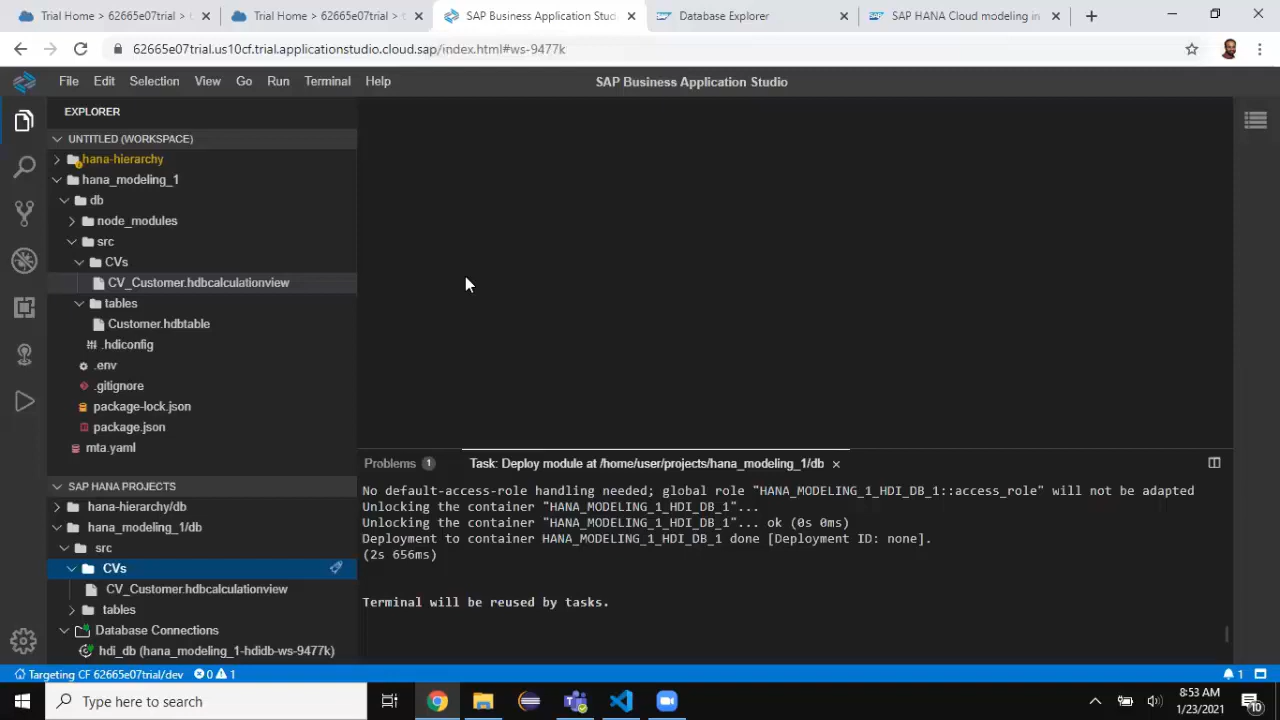 Trial Home > 62665e07trial > t
Trial Home > 62665e07trial > t
SAP Business Application Studi
Database Explorer
SAP HANA Cloud modeling in
62665e07trial.us10cf.trial.applicationstudio.cloud.sap/index.html#ws-9477k
File Edit Selection View Go Run Terminal Help
SAP Business Application Studio
EXPLORER
UNTITLED (WORKSPACE)
hana-hierarchy
hana_modeling_1
db
node_modules
src
CVs
CV_Customer.hdbcalculationview
tables
Customer.hdbtable
.hdiconfig
.env
.gitignore
package-lock.json
package.json
mta.yaml
SAP HANA PROJECTS
hana-hierarchy/db
hana_modeling_1/db
src
CVs
CV_Customer.hdbcalculationview
tables
Database Connections
hdi_db (hana_modeling_1-hdidb-ws-9477k)
Problems 1
Task: Deploy module at /home/user/projects/hana_modeling_1/db
No default-access-role handling needed; global role "HANA_MODELING_1_HDI_DB_1::access_role" will not be adapted
Unlocking the container "HANA_MODELING_1_HDI_DB_1"...
Unlocking the container "HANA_MODELING_1_HDI_DB_1"... ok (0s 0ms)
Deployment to container HANA_MODELING_1_HDI_DB_1 done [Deployment ID: none].
(2s 656ms)
Terminal will be reused by tasks.
Targeting CF 62665e07trial/dev 0 1
1
Type here to search
8:53 AM
1/23/2021
10